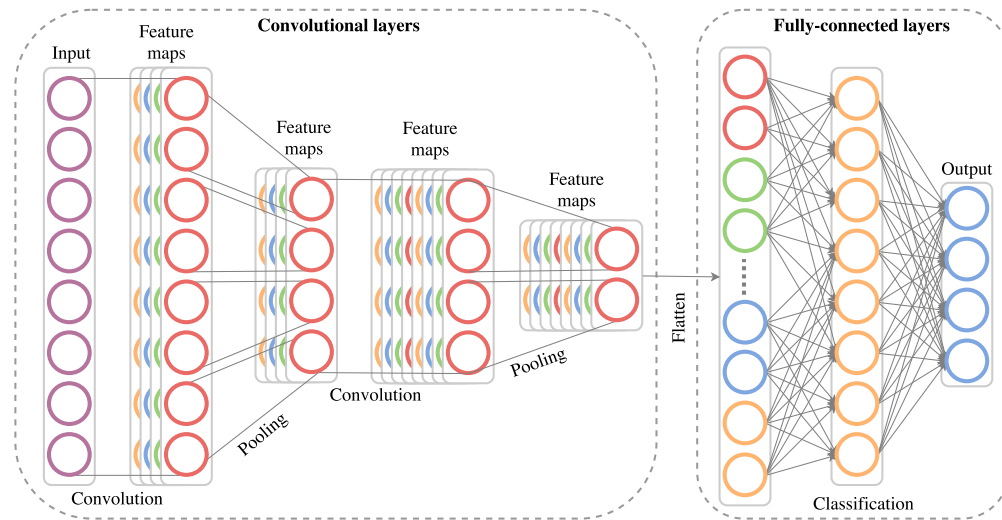 Convolutional layers
Fully-connected layers
Input
Feature
maps
Feature
maps
Feature
maps
Feature
maps
Output
Flatten
Pooling
Convolution
Pooling
Convolution
Classification